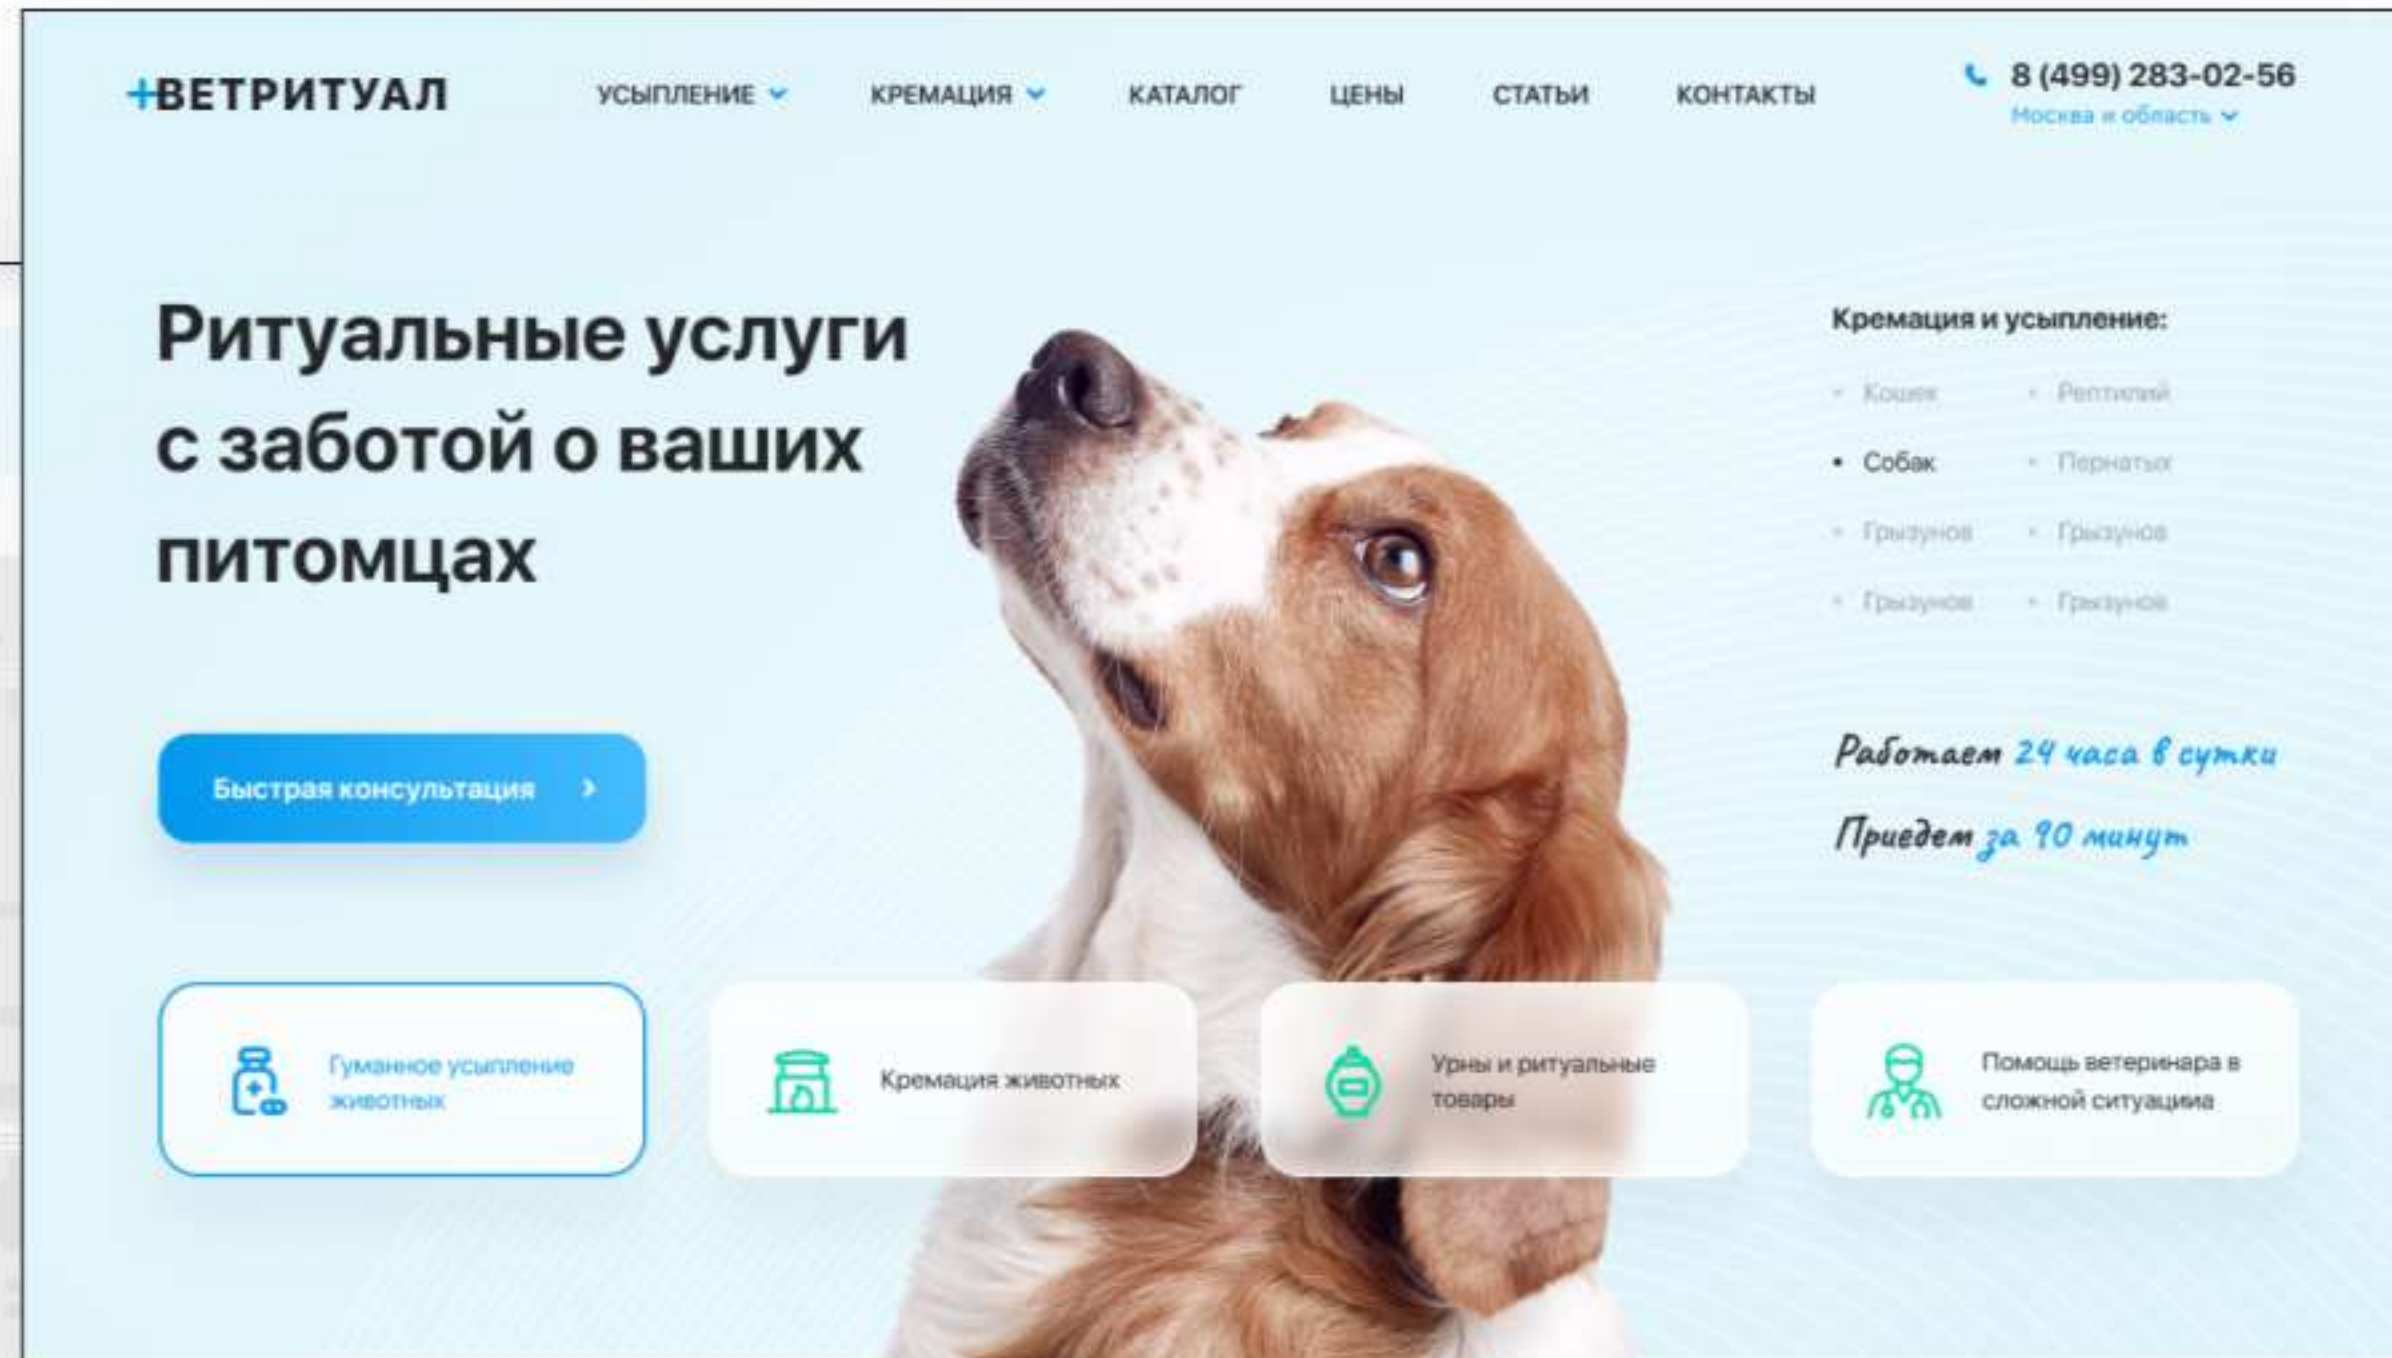 ВЕТРИТУАЛ
УСЫПЛЕНИЕ
КРЕМАЦИЯ
КАТАЛОГ
ЦЕНЫ
СТАТЬИ
КОНТАКТЫ
8 (499) 283-02-56
Москва и область
Ритуальные услуги
с заботой о ваших
питомцах
Быстрая консультация
Кремация и усыпление:
Кошек
Рептилий
Собак
Пернатых
Грызунов
Грызунов
Грызунов
Грызунов
Работаем 24 часа в сутки
Приедем за 90 минут
Гуманное усыпление
животных
Кремация животных
Урны и ритуальные
товары
Помощь ветеринара в
сложной ситуацииа